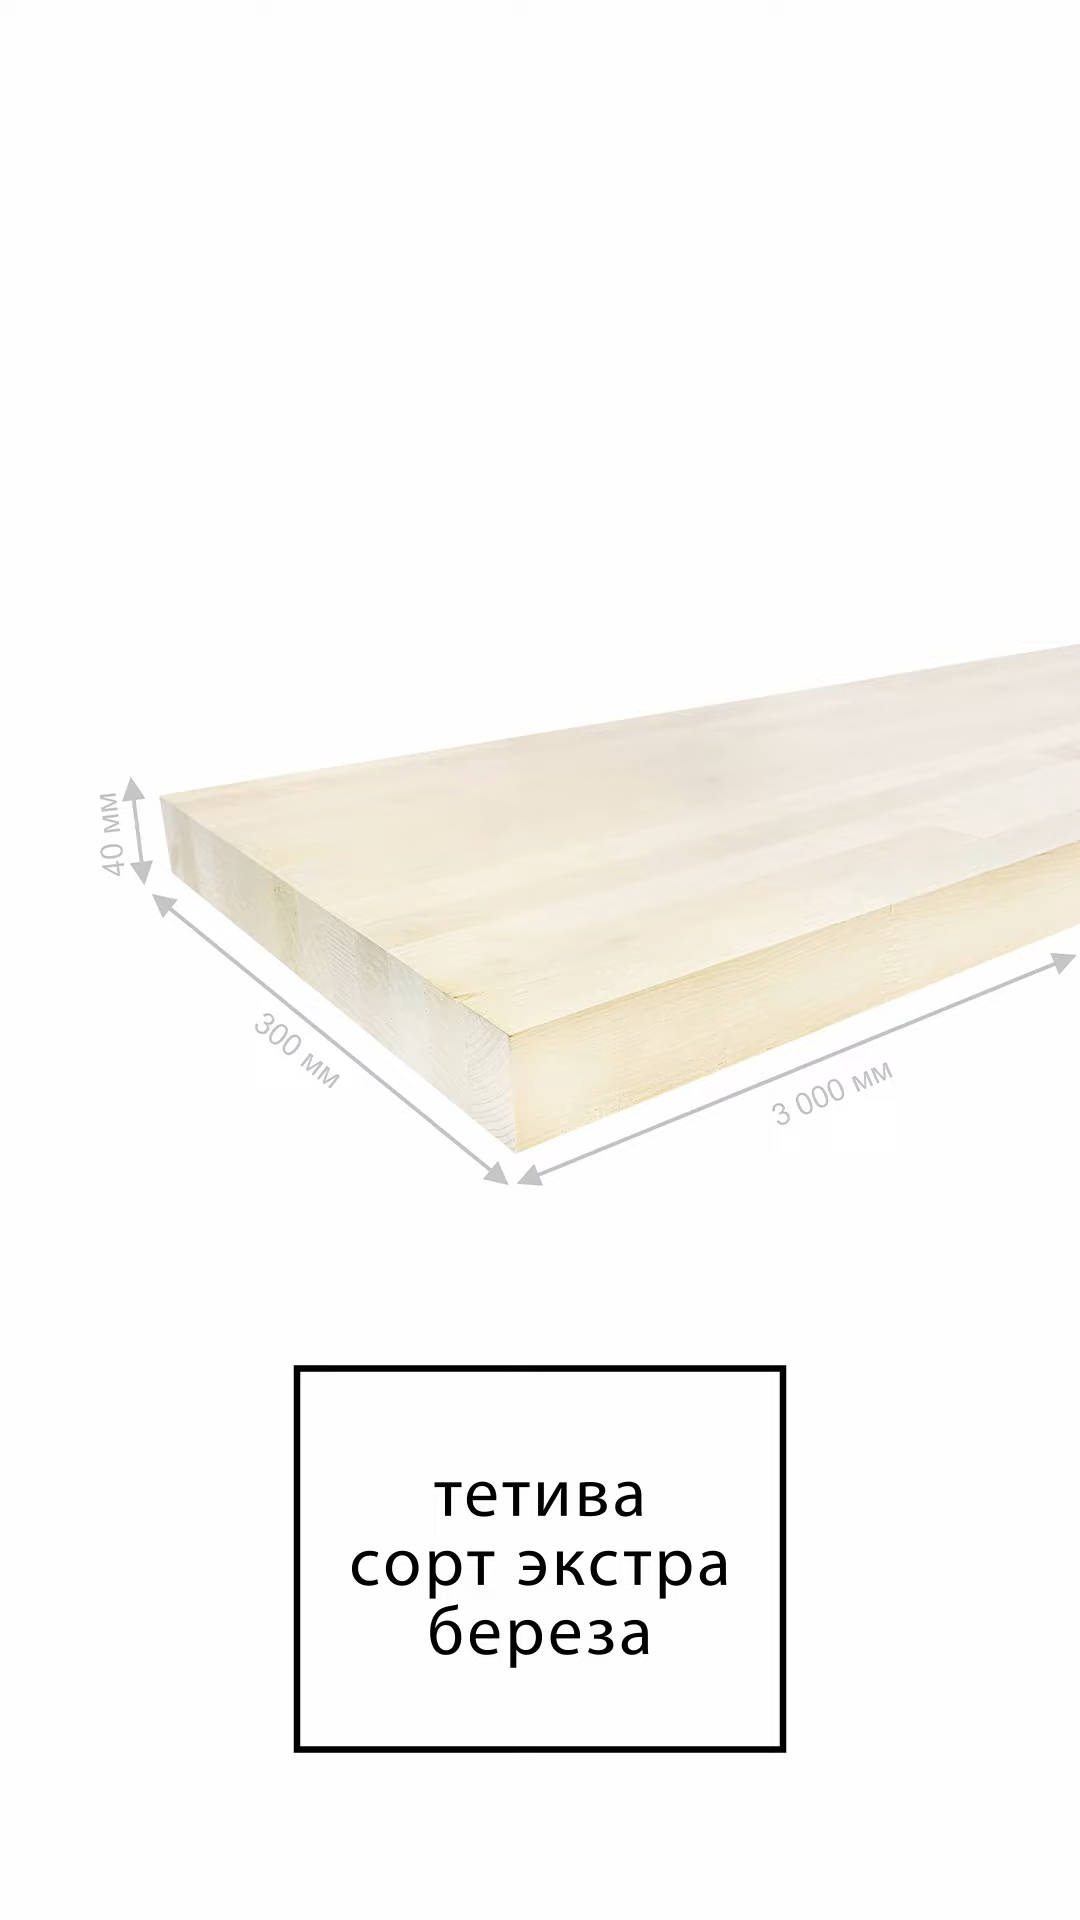 40 мм
300 мм
3 000 мм
тетива
сорт экстра
береза